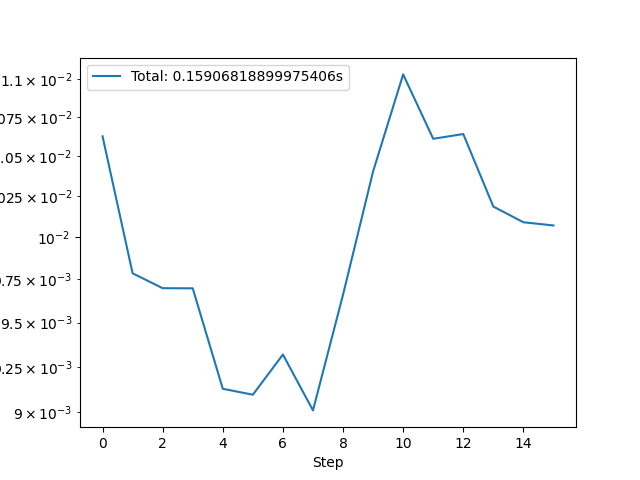 Total: 0.15906818899975406s
1.1 × 10⁻²
075 × 10⁻²
.05 × 10⁻²
025 × 10⁻²
10⁻²
.75 × 10⁻³
9.5 × 10⁻³
.25 × 10⁻³
9 × 10⁻³
0 2 4 6 8 10 12 14
Step